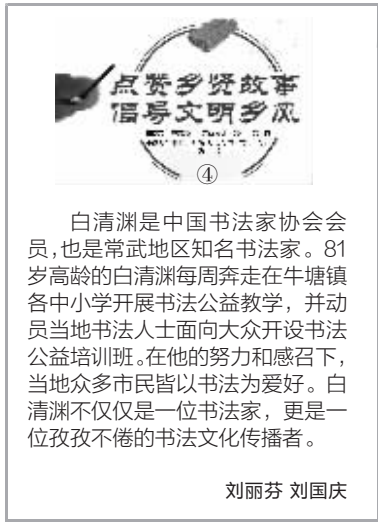 点赞乡贤故事
倡导文明乡风
④
白清渊是中国书法家协会会
员，也是常武地区知名书法家。81
岁高龄的白清渊每周奔走在牛塘镇
各中小学开展书法公益教学，并动
员当地书法人士面向大众开设书法
公益培训班。在他的努力和感召下，
当地众多市民皆以书法为爱好。白
清渊不仅仅是一位书法家，更是一
位孜孜不倦的书法文化传播者。
刘丽芬 刘国庆